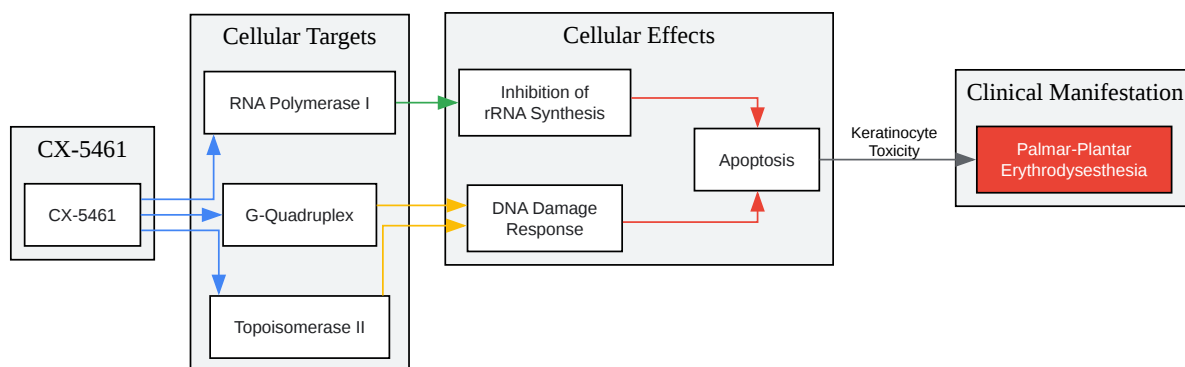 CX-5461
CX-5461
Cellular Targets
RNA Polymerase I
G-Quadruplex
Topoisomerase II
Cellular Effects
Inhibition of
rRNA Synthesis
DNA Damage
Response
Apoptosis
Keratinocyte
Toxicity
Clinical Manifestation
Palmar-Plantar
Erythrodysesthesia